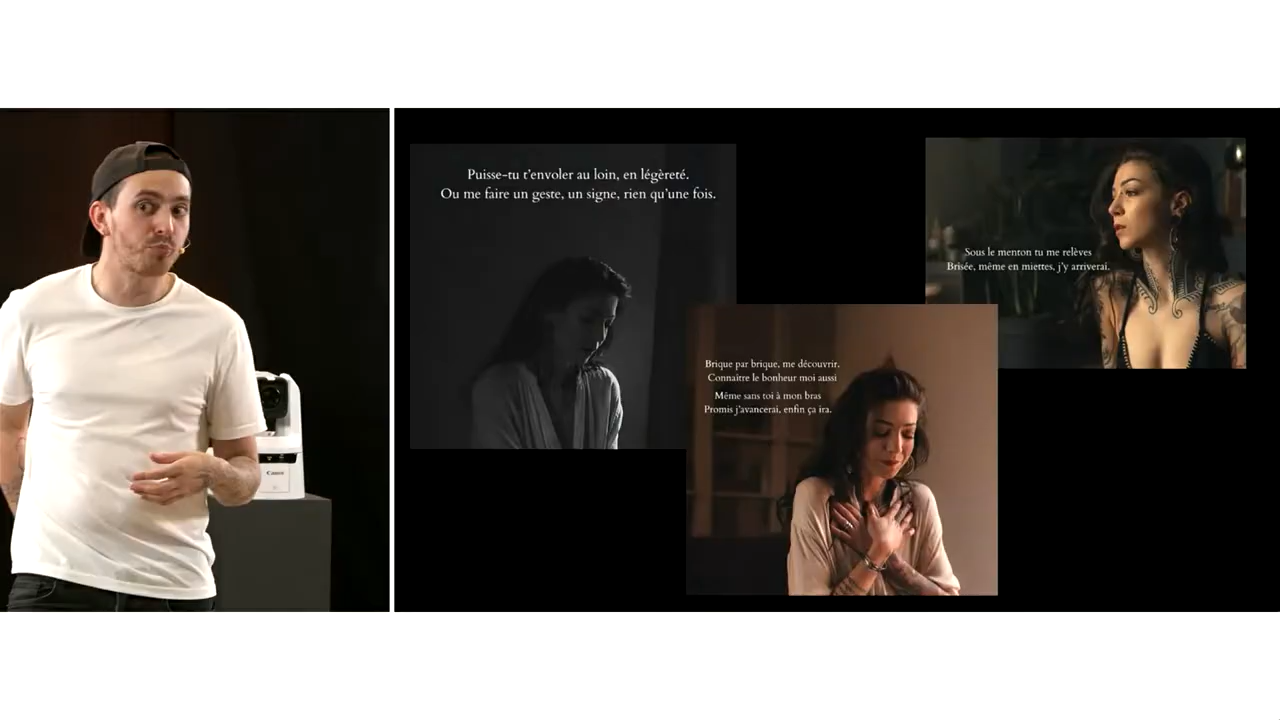 Puisse-tu t'envoler au loin, en légèreté.
Ou me faire un geste, un signe, rien qu'une fois.
Sous le menton tu me relèves
Brisée, même en miettes, j'y arriverai.
Brique par brique, me découvrir,
Connaître le bonheur moi aussi
Même sans toi à mon bras
Promis j'avancerai, enfin ça ira.
Canon